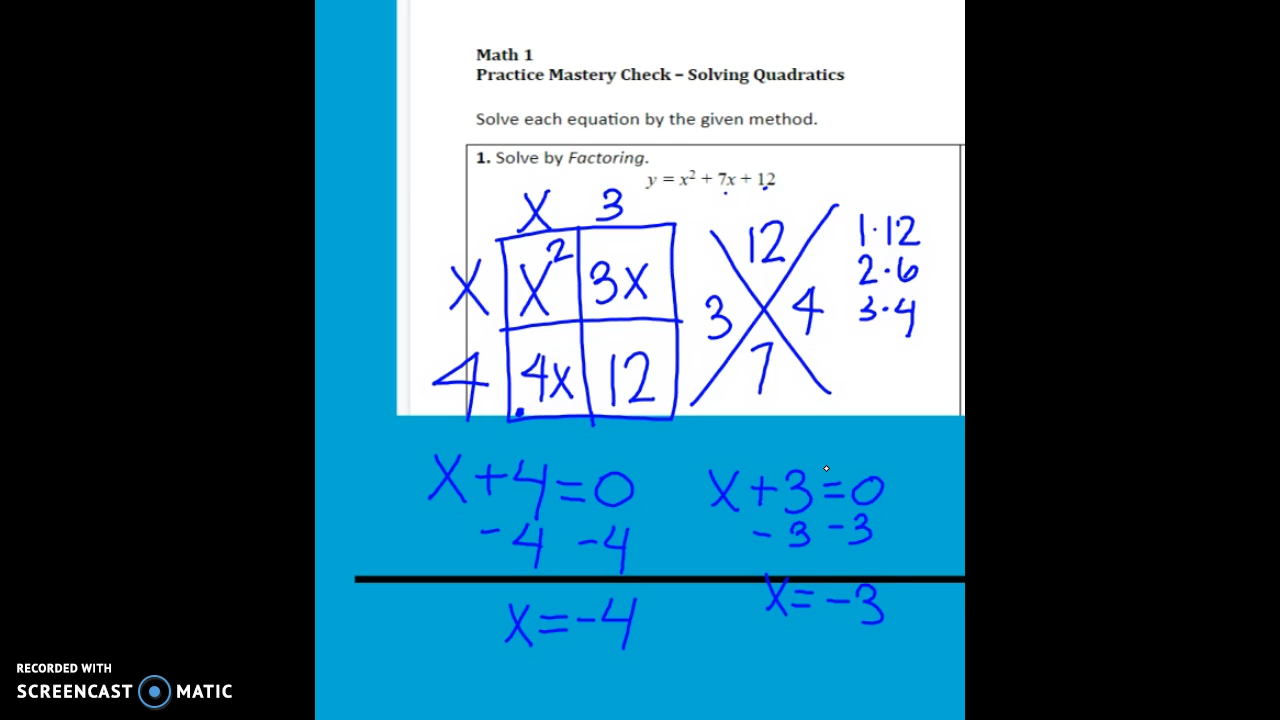 Math 1
Practice Mastery Check – Solving Quadratics
Solve each equation by the given method.
1. Solve by Factoring.
y = x² + 7x + 12
X 3
X X² 3X
4 4X 12
12
3 4
7
1·12
2·6
3·4
X+4=0
-4 -4
X=-4
X+3=0
-3 -3
X=-3
RECORDED WITH
SCREENCAST MATIC